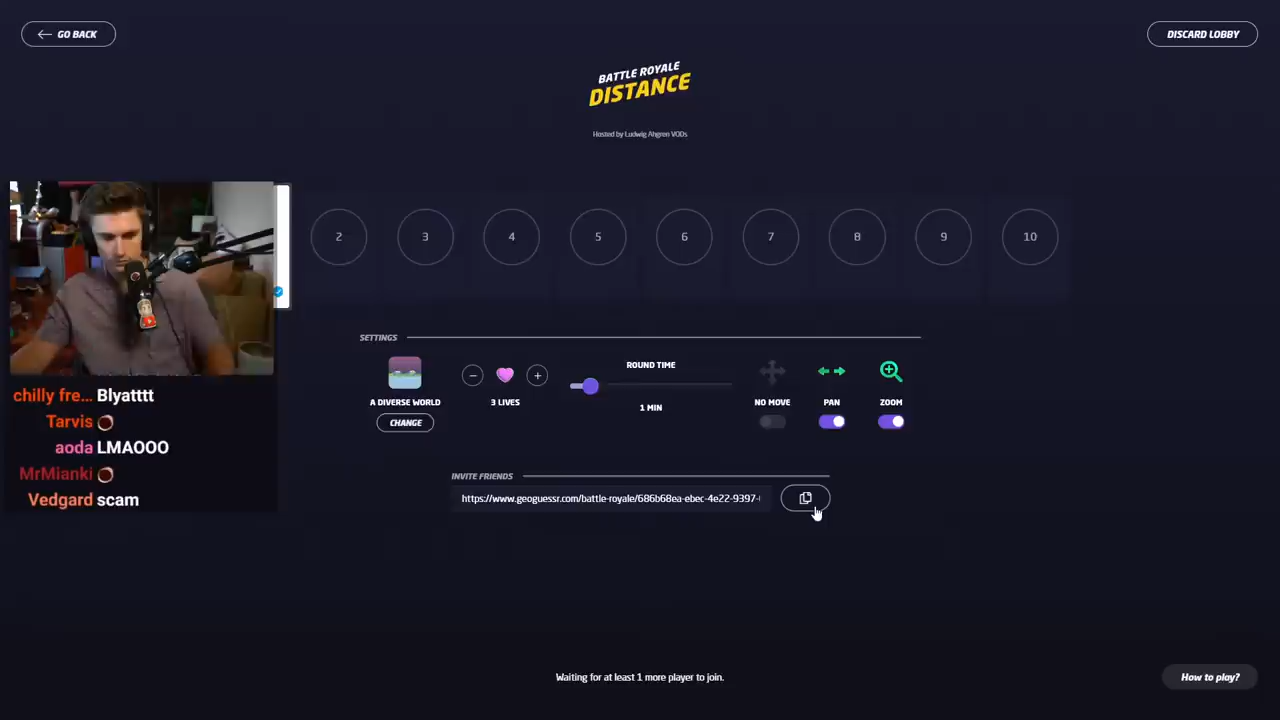 GO BACK
DISCARD LOBBY
BATTLE ROYALE
DISTANCE
Hosted by Ludwig Ahgren VODs
2
3
4
5
6
7
8
9
10
SETTINGS
ROUND TIME
A DIVERSE WORLD
3 LIVES
1 MIN
NO MOVE
PAN
ZOOM
CHANGE
chilly fre... Blyatttt
Tarvis
aoda LMAOOO
MrMianki
Vedgard scam
INVITE FRIENDS
https://www.geoguessr.com/battle-royale/686b68ea-ebec-4e22-9397-
Waiting for at least 1 more player to join.
How to play?